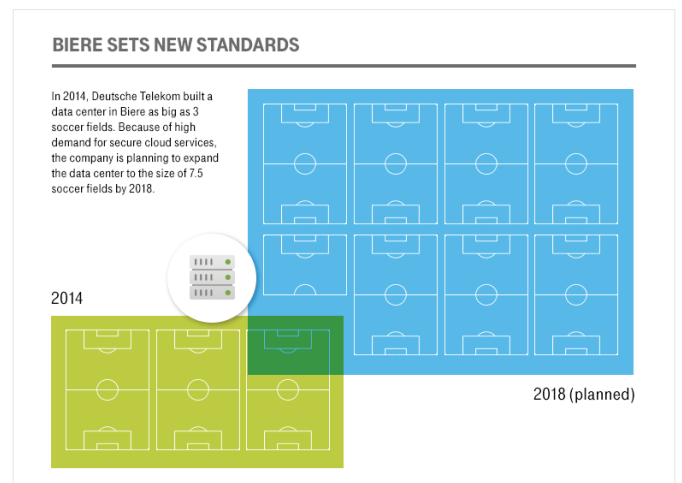 BIERE SETS NEW STANDARDS
In 2014, Deutsche Telekom built a
data center in Biere as big as 3
soccer fields. Because of high
demand for secure cloud services,
the company is planning to expand
the data center to the size of 7.5
soccer fields by 2018.
2014
2018 (planned)